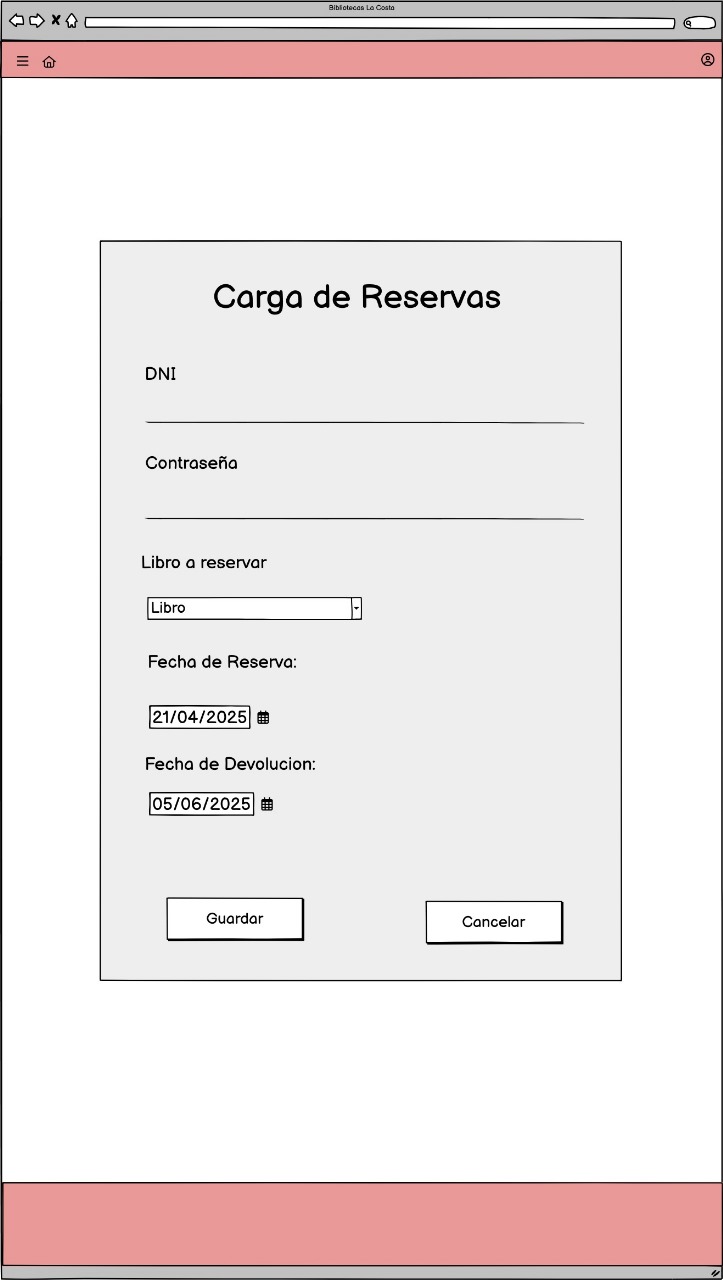 Bibliotecas La Costa
Carga de Reservas
DNI
Contraseña
Libro a reservar
Libro
Fecha de Reserva:
21/04/2025
Fecha de Devolucion:
05/06/2025
Guardar
Cancelar